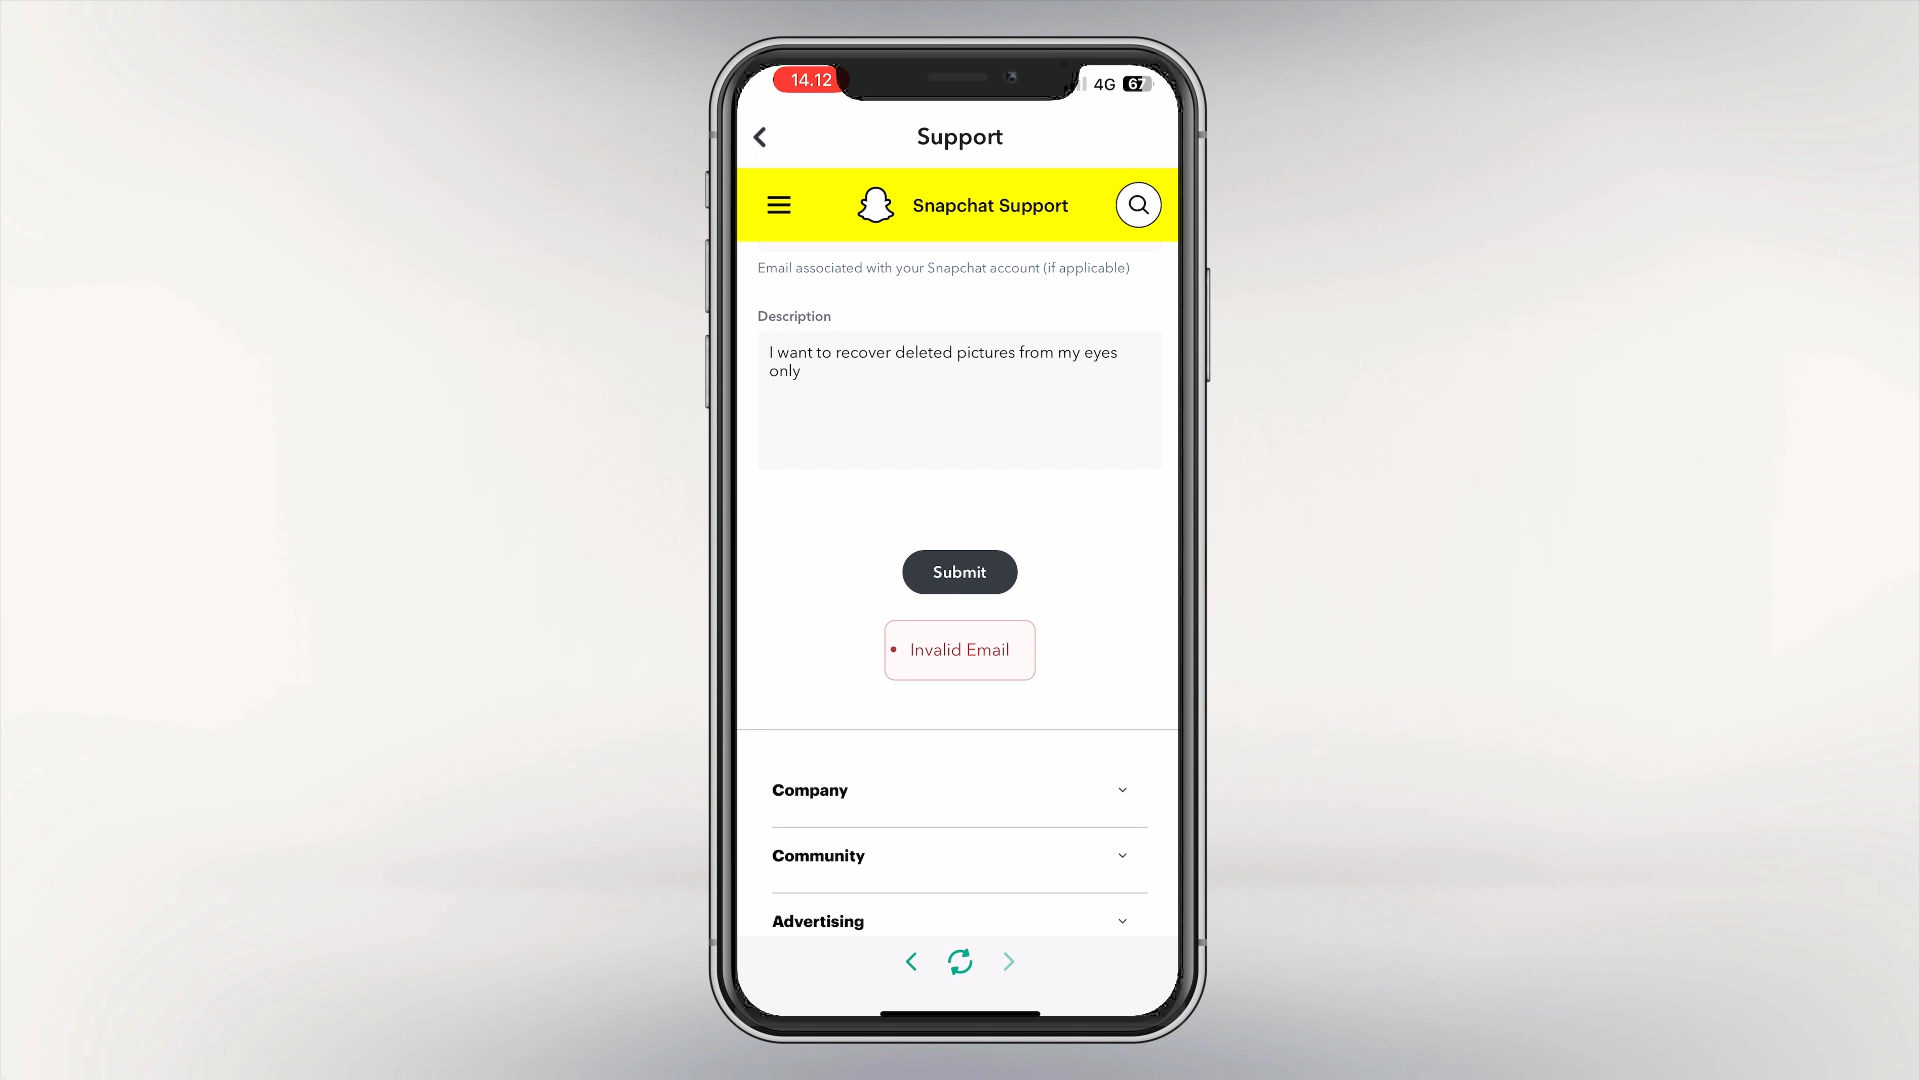 14.12
4G 67
Support
Snapchat Support
Email associated with your Snapchat account (if applicable)
Description
I want to recover deleted pictures from my eyes
only
Submit
• Invalid Email
Company
Community
Advertising